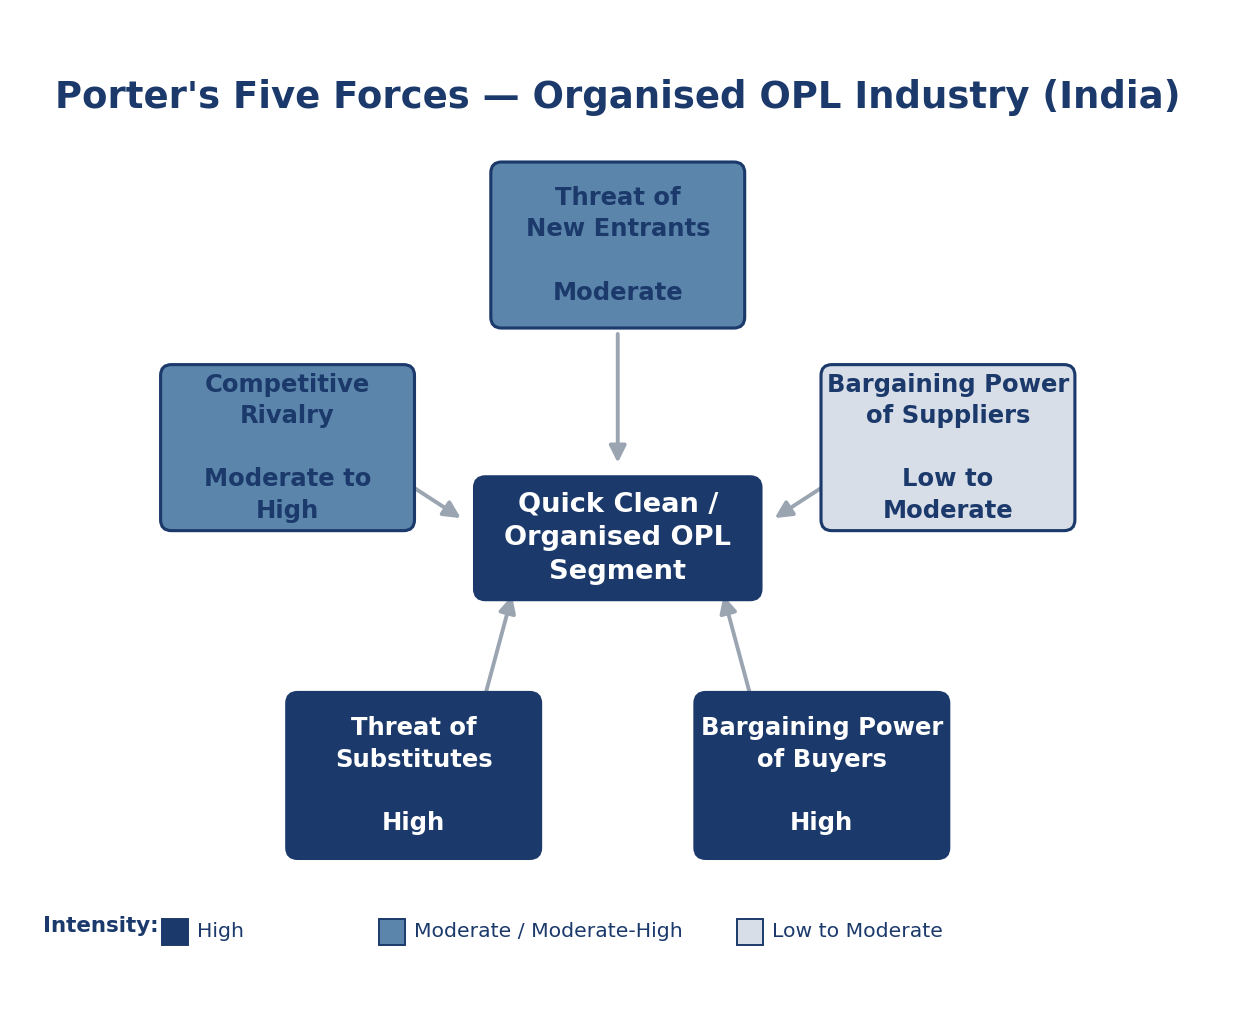 Porter's Five Forces — Organised OPL Industry (India)
Threat of
New Entrants
Moderate
Competitive
Rivalry
Moderate to
High
Bargaining Power
of Suppliers
Low to
Moderate
Quick Clean /
Organised OPL
Segment
Threat of
Substitutes
High
Bargaining Power
of Buyers
High
Intensity:
High
Moderate / Moderate-High
Low to Moderate